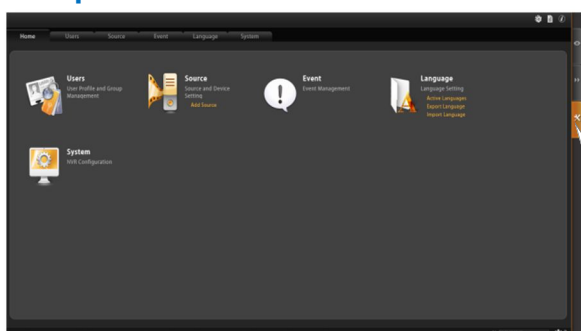 Home Users Source Event Language System
Users
User Profile and Group
Management
Source
Source and Device
Setting
Add Source
Event
Event Management
Language
Language Setting
Active Languages
Export Language
Import Language
System
NVR Configuration